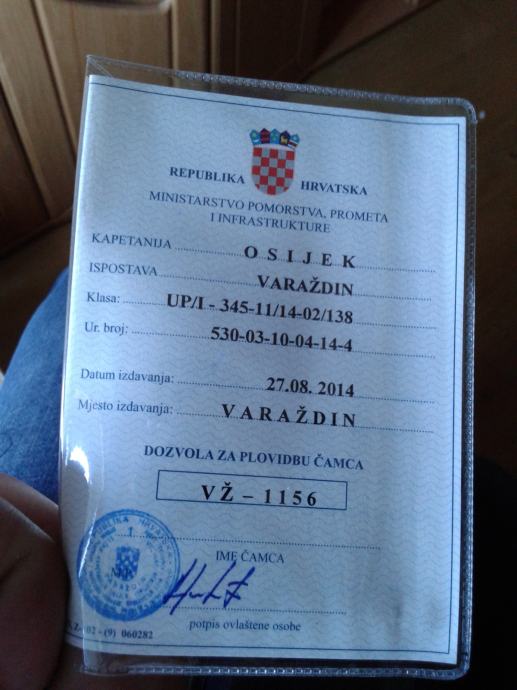 REPUBLIKA HRVATSKA
MINISTARSTVO POMORSTVA, PROMETA
I INFRASTRUKTURE
KAPETANIJA OSIJEK
ISPOSTAVA VARAŽDIN
Klasa: UP/I - 345-11/14-02/138
Ur. broj: 530-03-10-04-14-4
Datum izdavanja: 27.08. 2014
Mjesto izdavanja: VARAŽDIN
DOZVOLA ZA PLOVIDBU ČAMCA
VŽ - 1156
IME ČAMCA
potpis ovlaštene osobe
02 - (9) 060282